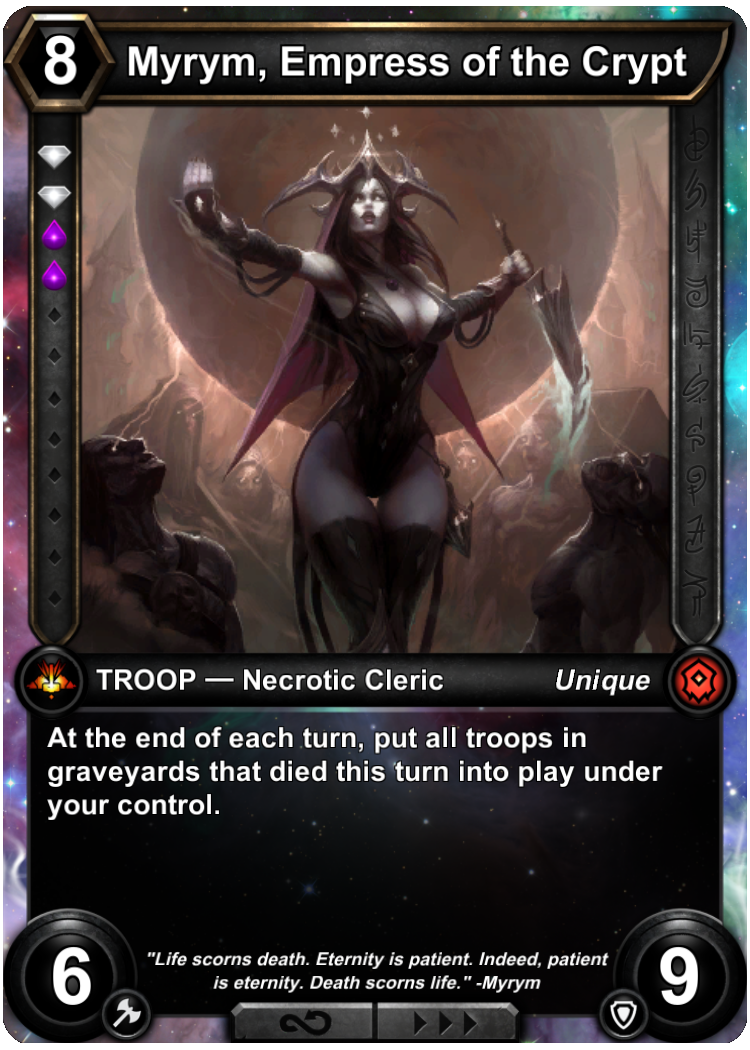 8
Myrym, Empress of the Crypt
TROOP — Necrotic Cleric
Unique
At the end of each turn, put all troops in
graveyards that died this turn into play under
your control.
"Life scorns death. Eternity is patient. Indeed, patient
is eternity. Death scorns life." -Myrym
6
9